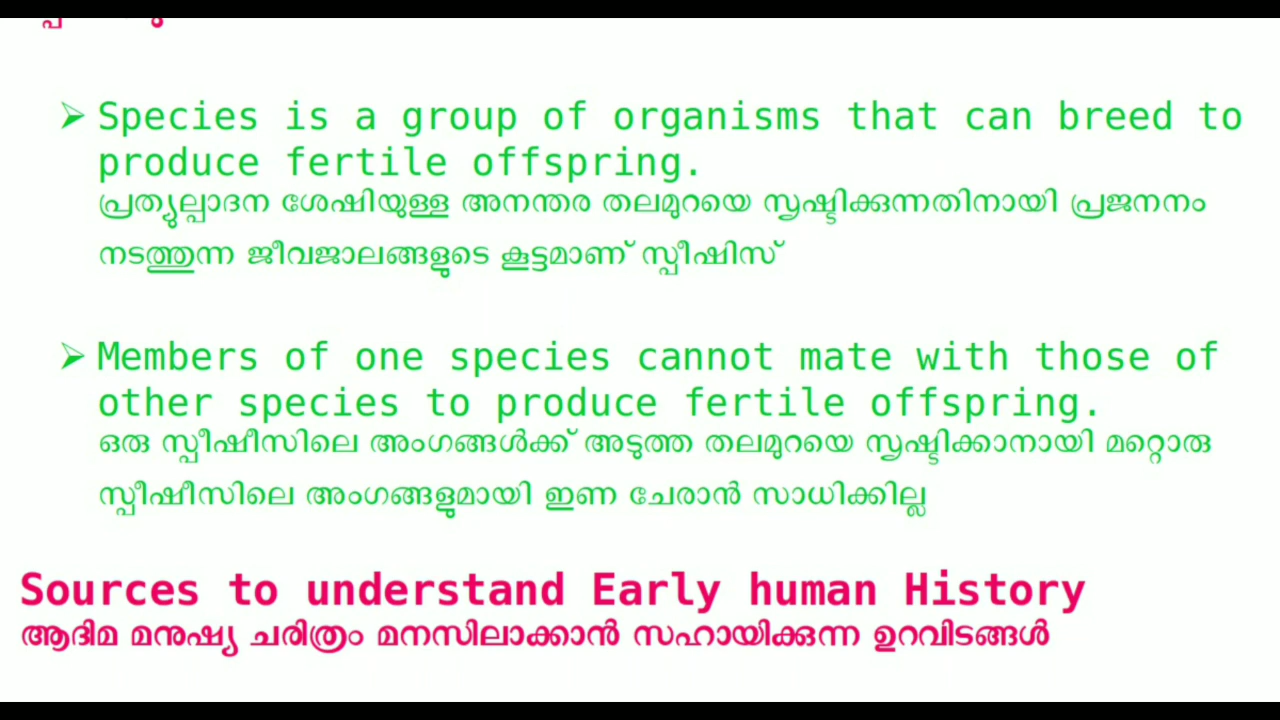 Species is a group of organisms that can breed to
produce fertile offspring.
പ്രത്യുല്പാദന ശേഷിയുള്ള അനന്തര തലമുറയെ സൃഷ്ടിക്കുന്നതിനായി പ്രജനനം
നടത്തുന്ന ജീവജാലങ്ങളുടെ കൂട്ടമാണ് സ്പീഷിസ്
Members of one species cannot mate with those of
other species to produce fertile offspring.
ഒരു സ്പീഷീസിലെ അംഗങ്ങൾക്ക് അടുത്ത തലമുറയെ സൃഷ്ടിക്കാനായി മറ്റൊരു
സ്പീഷീസിലെ അംഗങ്ങളുമായി ഇണ ചേരാൻ സാധിക്കില്ല
Sources to understand Early human History
ആദിമ മനുഷ്യ ചരിത്രം മനസിലാക്കാൻ സഹായിക്കുന്ന ഉറവിടങ്ങൾ